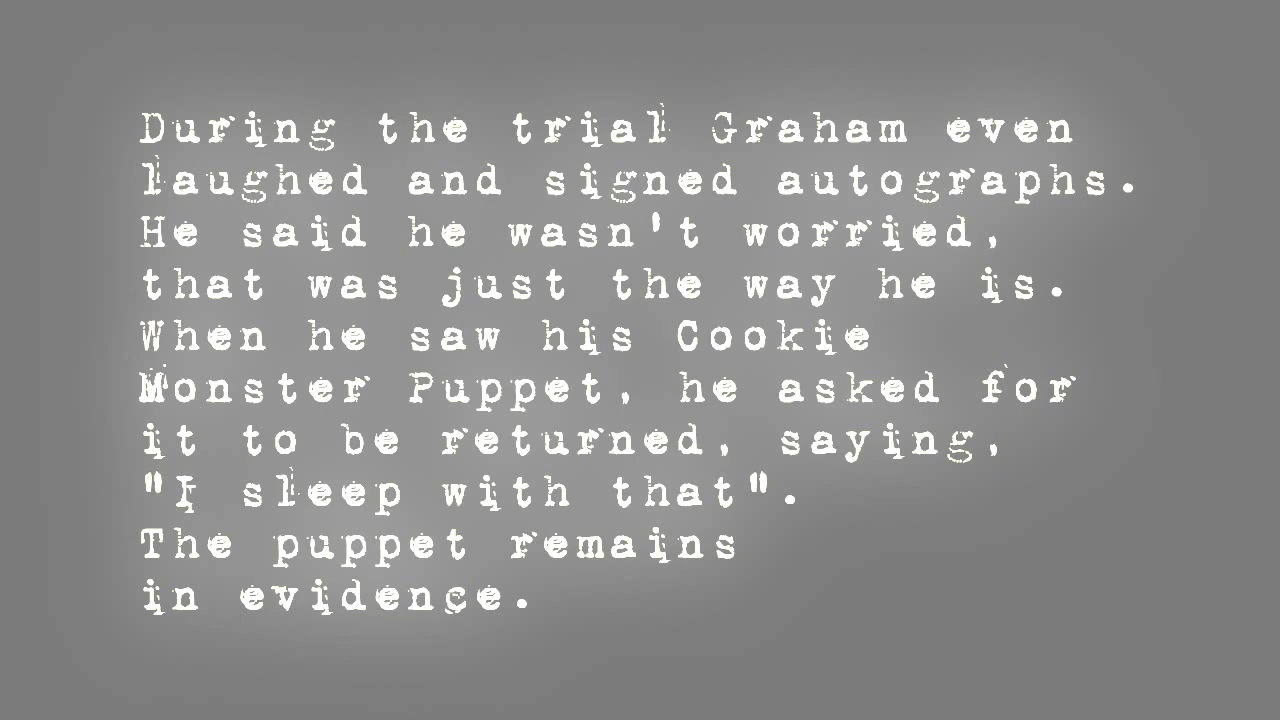 During the trial Graham even
laughed and signed autographs.
He said he wasn't worried,
that was just the way he is.
When he saw his Cookie
Monster Puppet, he asked for
it to be returned, saying,
"I sleep with that".
The puppet remains
in evidence.